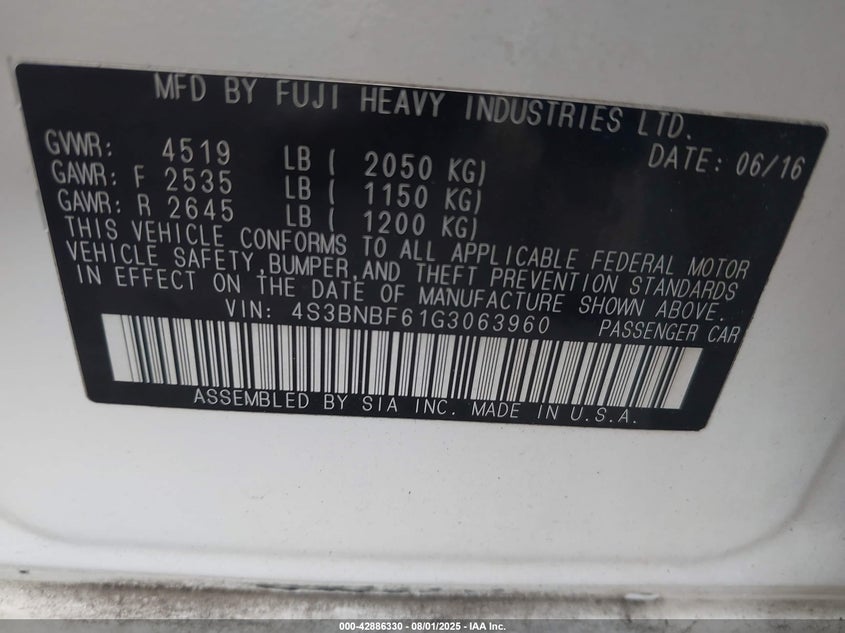 MFD BY FUJI HEAVY INDUSTRIES LTD.
DATE: 06/16
GVWR: 4519 LB ( 2050 KG)
GAWR: F 2535 LB ( 1150 KG)
GAWR: R 2645 LB ( 1200 KG)
THIS VEHICLE CONFORMS TO ALL APPLICABLE FEDERAL MOTOR
VEHICLE SAFETY,BUMPER,AND THEFT PREVENTION STANDARDS
IN EFFECT ON THE DATE OF MANUFACTURE SHOWN ABOVE.
VIN: 4S3BNBF61G3063960 PASSENGER CAR
ASSEMBLED BY SIA INC. MADE IN U.S.A.
000-42886330 - 08/01/2025 - IAA Inc.